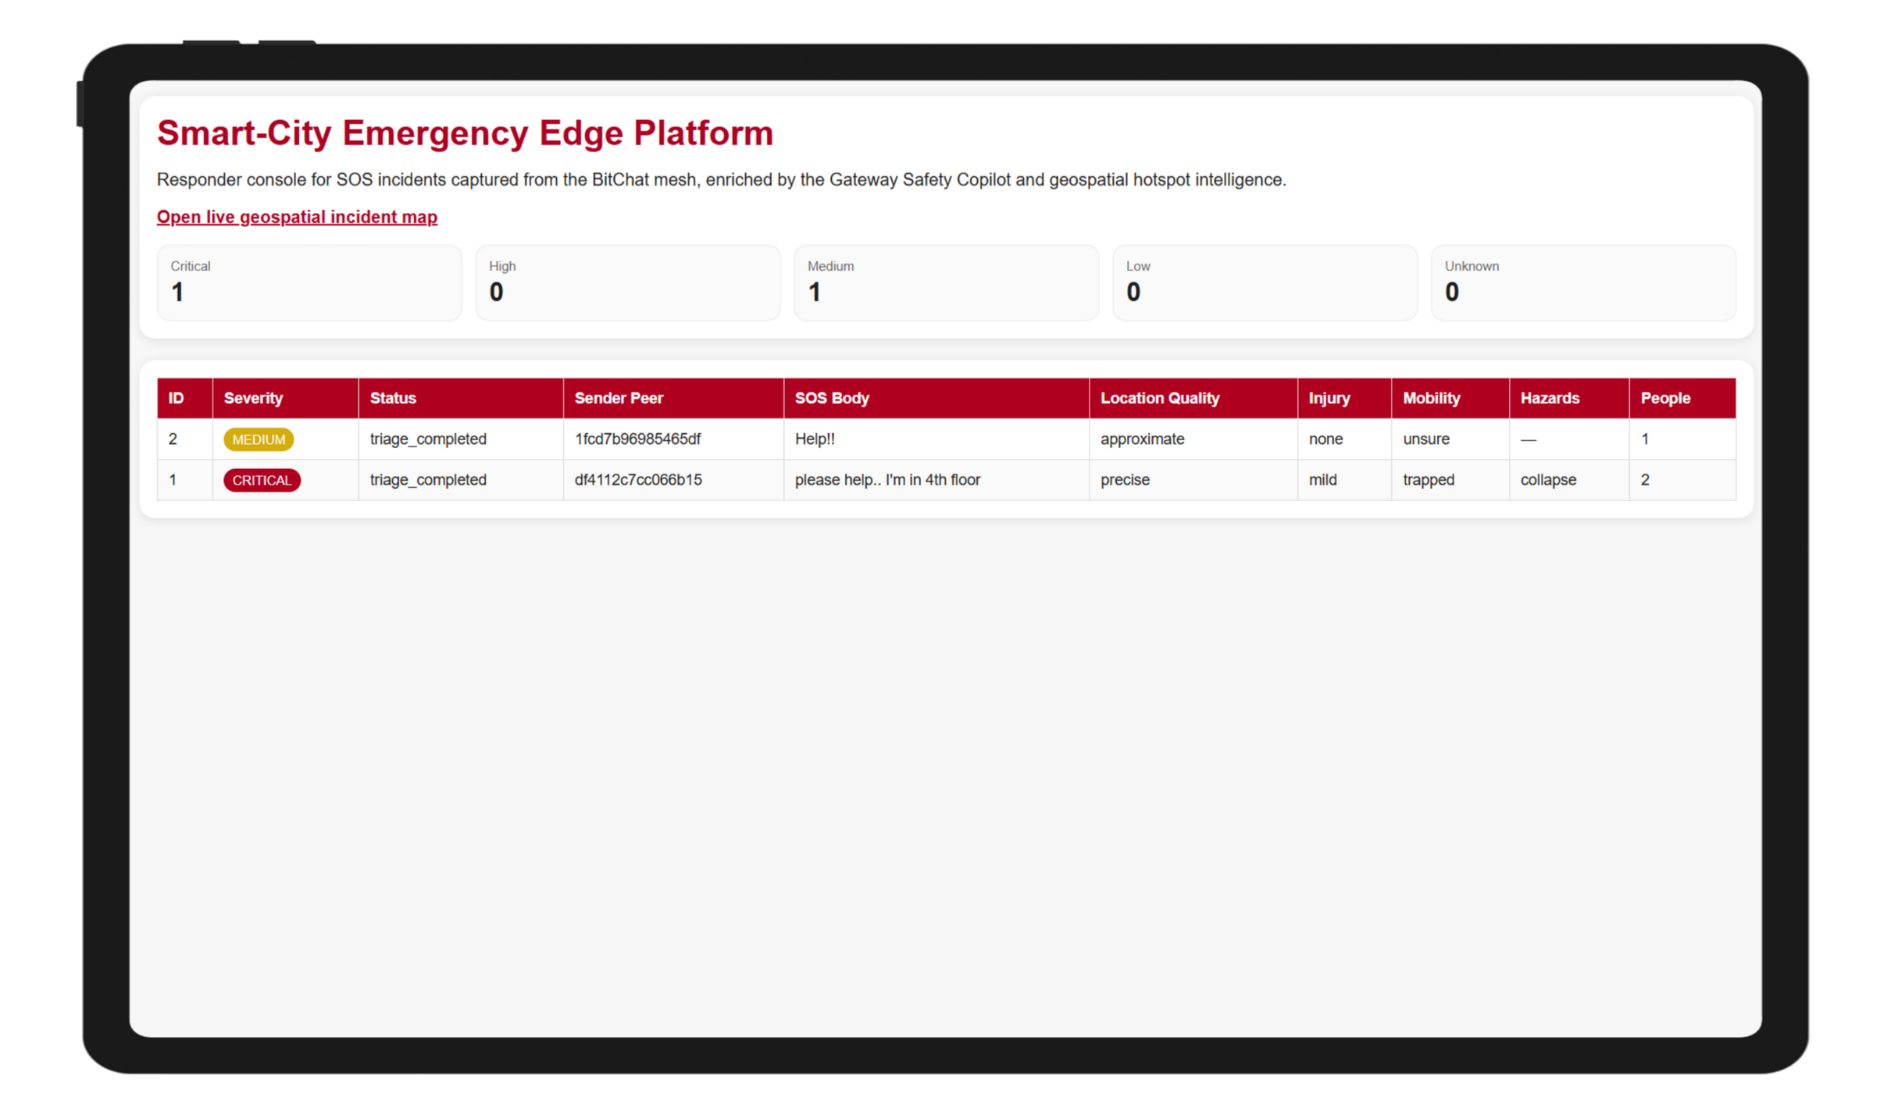 Smart-City Emergency Edge Platform
Responder console for SOS incidents captured from the BitChat mesh, enriched by the Gateway Safety Copilot and geospatial hotspot intelligence.
Open live geospatial incident map
Critical High Medium Low Unknown
1 0 1 0 0
ID Severity Status Sender Peer SOS Body Location Quality Injury Mobility Hazards People
2 MEDIUM triage_completed 1fcd7b96985465df Help!! approximate none unsure — 1
1 CRITICAL triage_completed df4112c7cc066b15 please help.. I'm in 4th floor precise mild trapped collapse 2